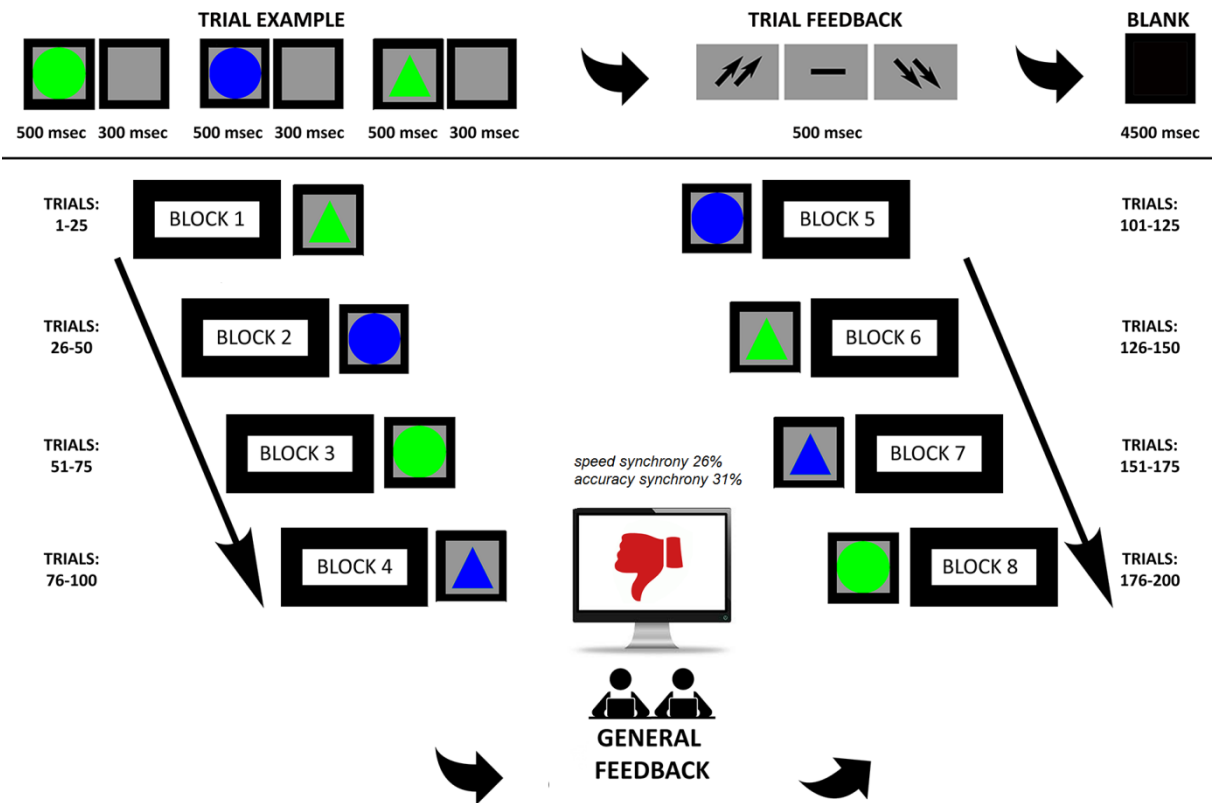 TRIAL EXAMPLE
TRIAL FEEDBACK
BLANK
500 msec 300 msec 500 msec 300 msec 500 msec 300 msec
500 msec
4500 msec
TRIALS:
1-25
BLOCK 1
TRIALS:
26-50
BLOCK 2
TRIALS:
51-75
BLOCK 3
TRIALS:
76-100
BLOCK 4
speed synchrony 26%
accuracy synchrony 31%
GENERAL
FEEDBACK
BLOCK 5
TRIALS:
101-125
BLOCK 6
TRIALS:
126-150
BLOCK 7
TRIALS:
151-175
BLOCK 8
TRIALS:
176-200